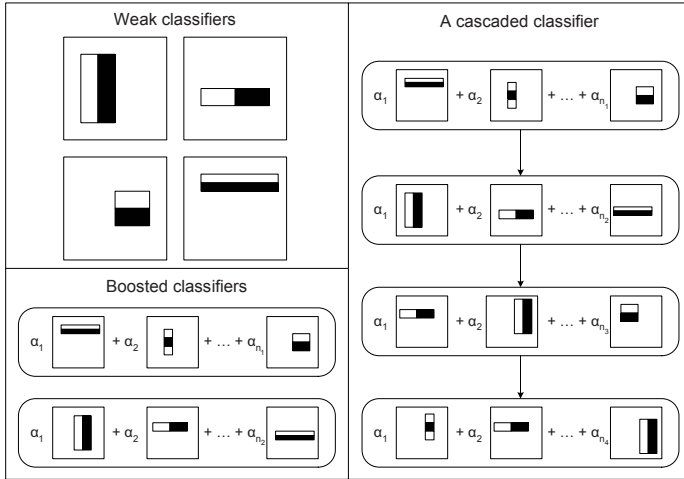 Weak classifiers
Boosted classifiers
α1 + α2 + ... + αn1
α1 + α2 + ... + αn2
A cascaded classifier
α1 + α2 + ... + αn1
α1 + α2 + ... + αn2
α1 + α2 + ... + αn3
α1 + α2 + ... + αn4